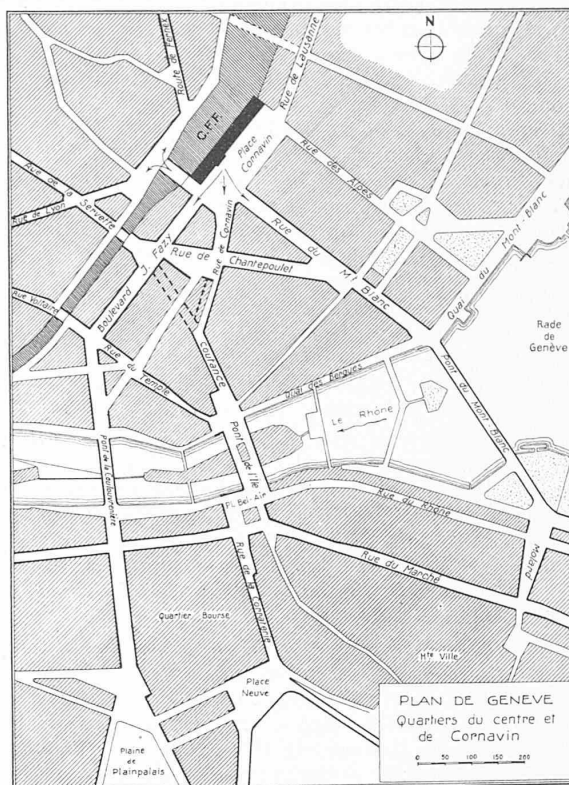 N
Route de Ferney
Rue de Lausanne
C.F.F.
Place Cornavin
Rue des Alpes
Rue de la Servette
Rue de Lyon
Boulevard J. Fazy
Rue de Cornavin
Rue de Chantepoulet
Rue du Mt Blanc
Quai du Mont-Blanc
Rade de Genève
Rue Voltaire
Rue du Temple
Coutance
Quai des Bergues
Pont du Mont Blanc
Le Rhône
Pont de la Coulouvrenière
Pont de l'Ile
Pl. Bel-Air
Rue du Rhône
Rue du Marché
Molard
Rue de la Corraterie
Quartier Bourse
Hte Ville
Place Neuve
Plaine de Plainpalais
PLAN DE GENEVE
Quartiers du centre et
de Cornavin
0 50 100 150 200